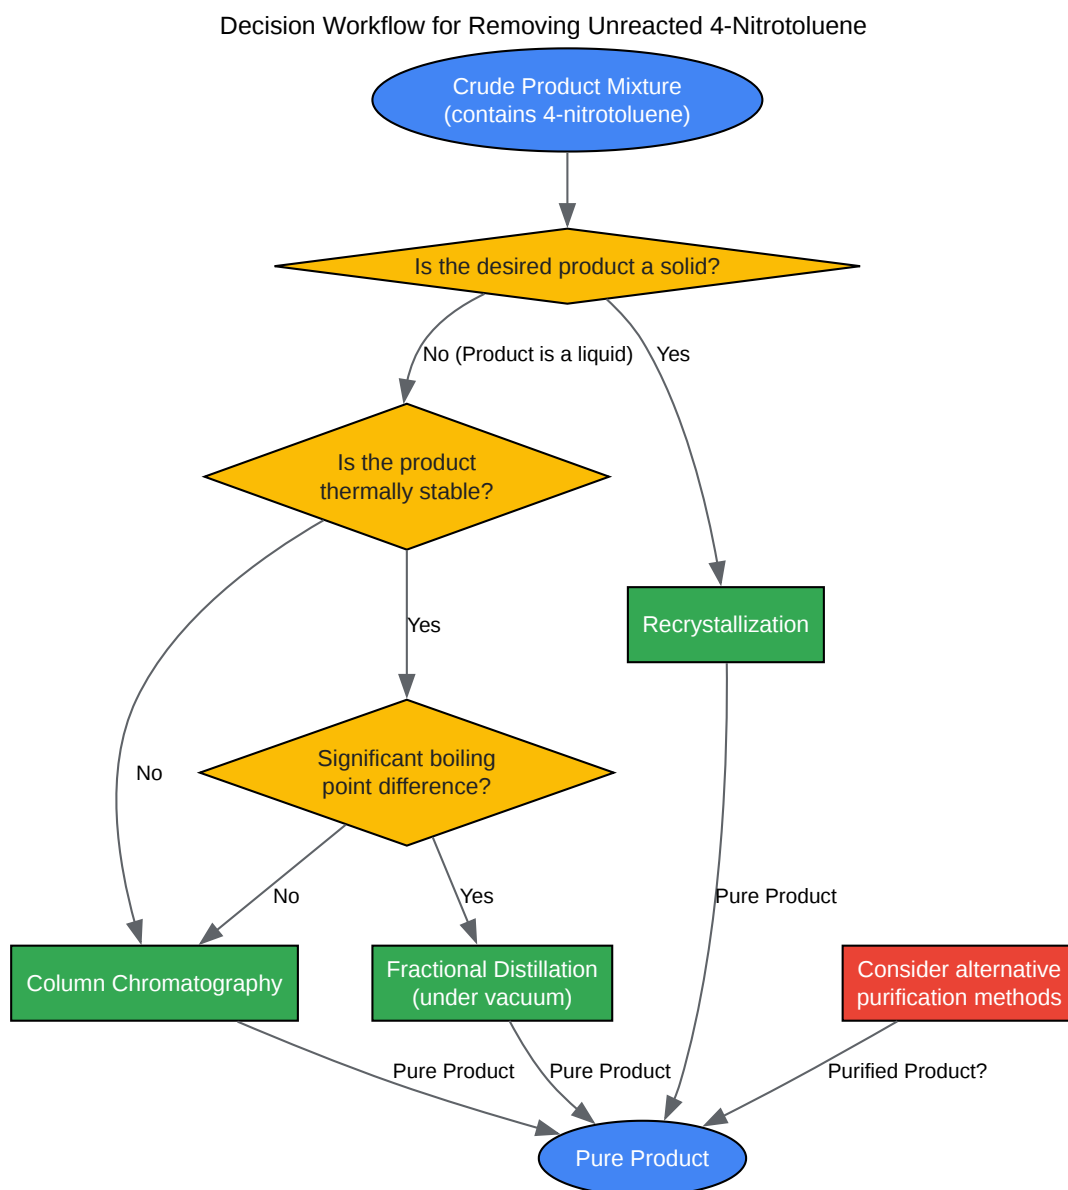 Decision Workflow for Removing Unreacted 4-Nitrotoluene
Crude Product Mixture
(contains 4-nitrotoluene)
Is the desired product a solid?
No (Product is a liquid)
Yes
Is the product
thermally stable?
Yes
Recrystallization
Significant boiling
point difference?
No
No
Yes
Pure Product
Column Chromatography
Fractional Distillation
(under vacuum)
Consider alternative
purification methods
Pure Product
Pure Product
Purified Product?
Pure Product